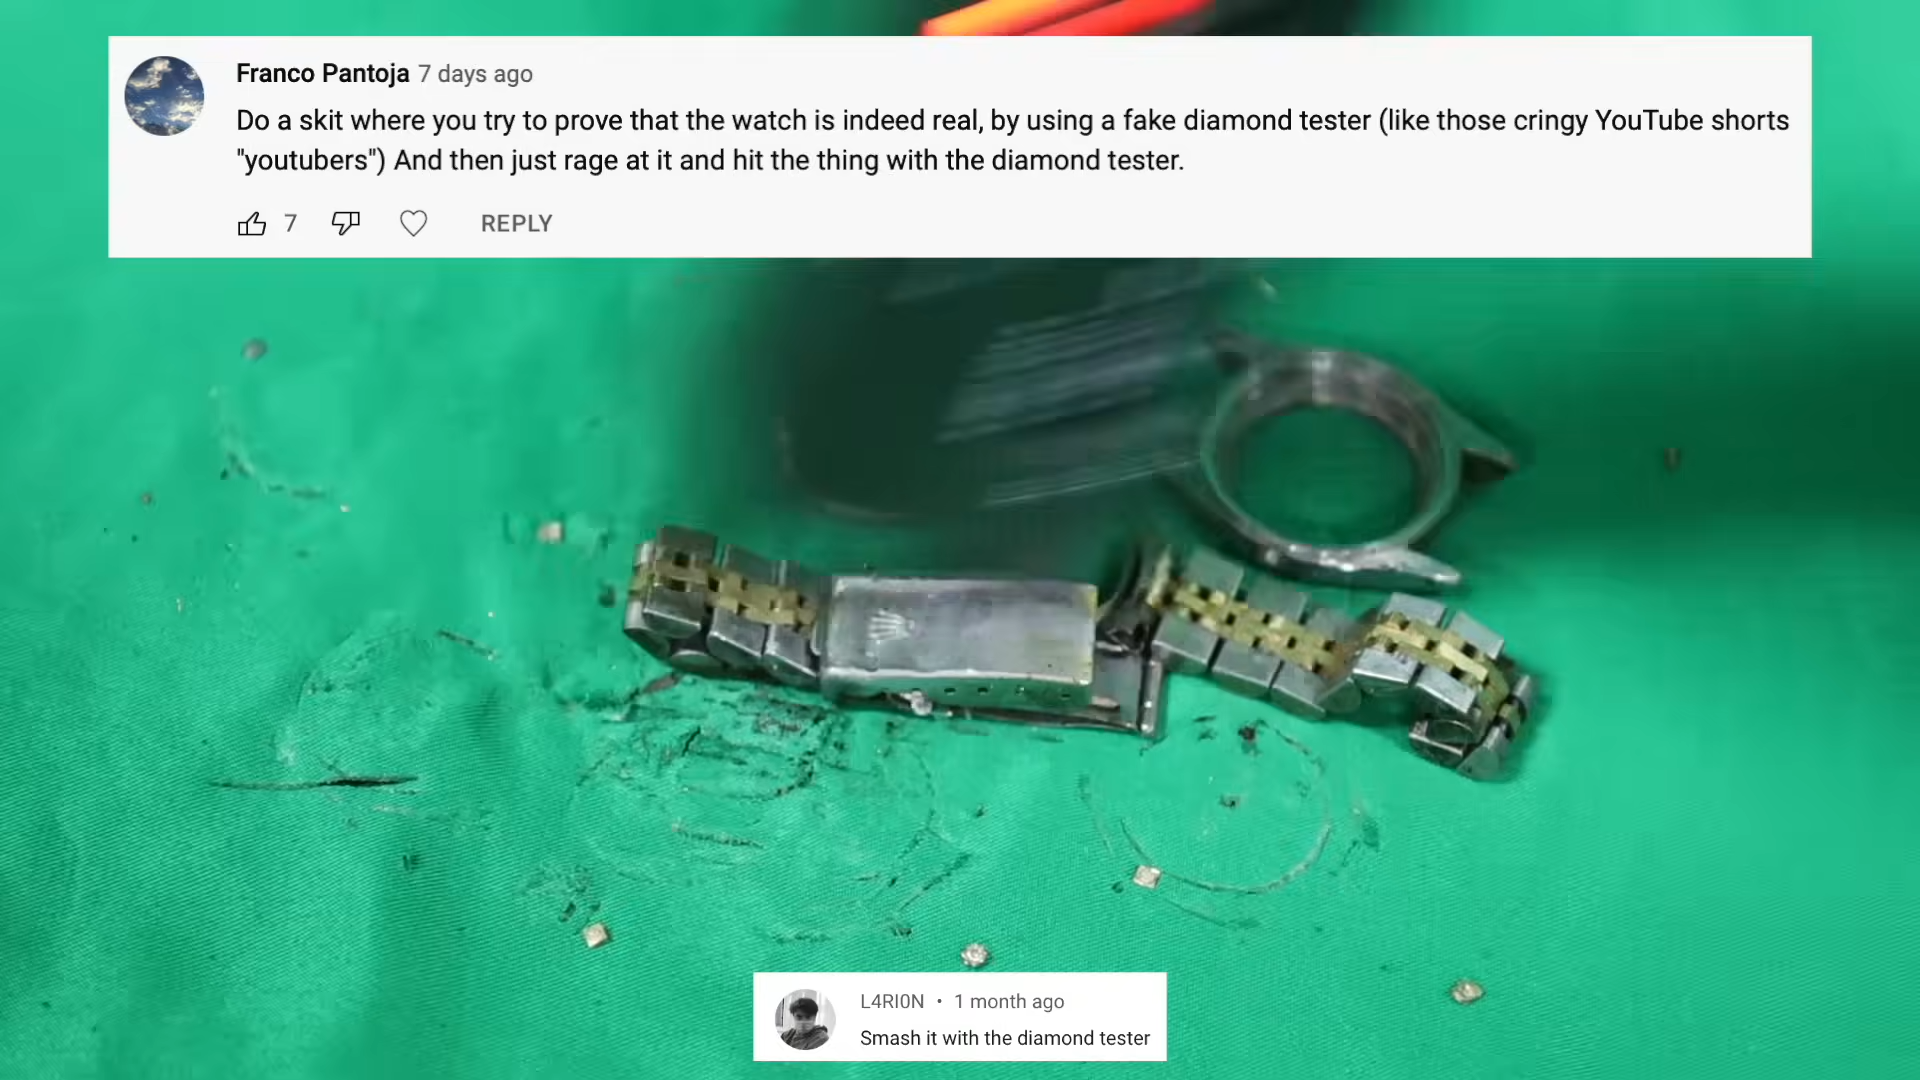 Franco Pantoja 7 days ago
Do a skit where you try to prove that the watch is indeed real, by using a fake diamond tester (like those cringy YouTube shorts
"youtubers") And then just rage at it and hit the thing with the diamond tester.
7 REPLY
L4RI0N • 1 month ago
Smash it with the diamond tester